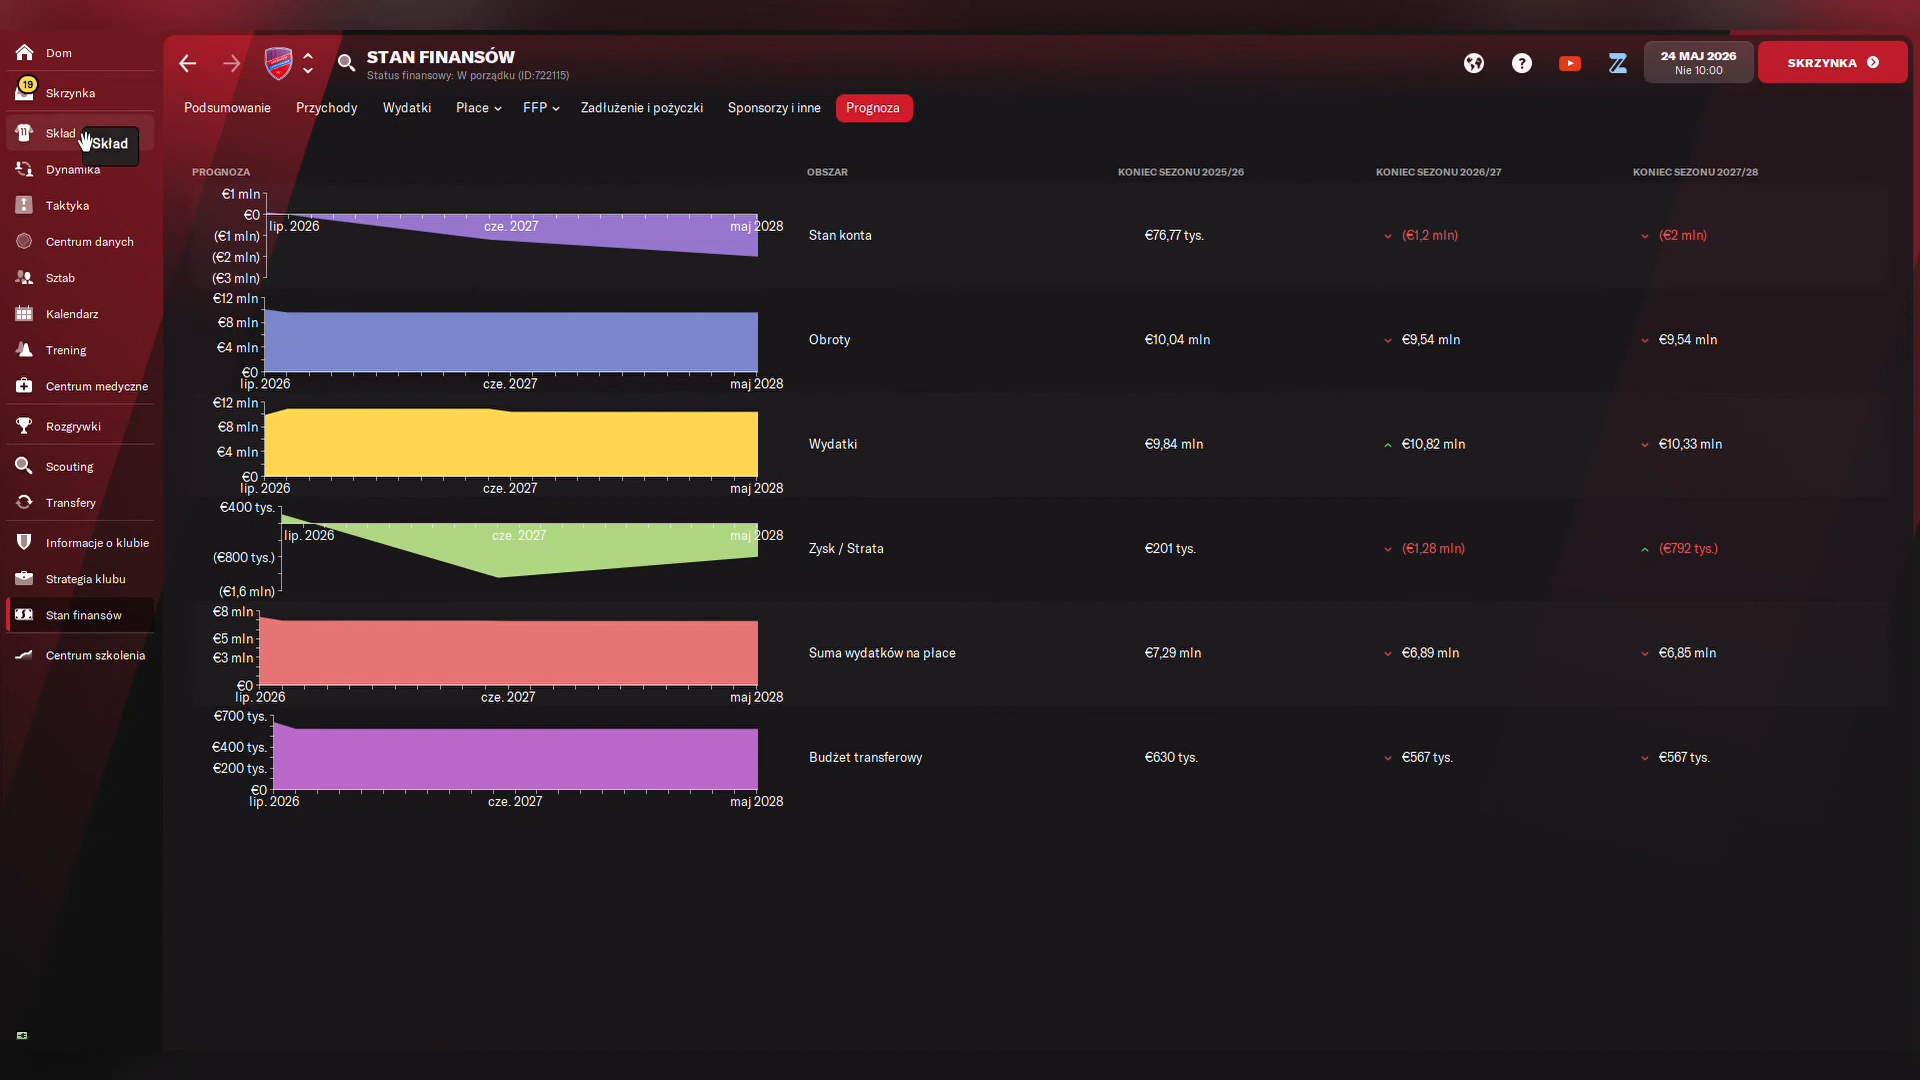 Dom
19
Skrzynka
Skład
Skład
Dynamika
Taktyka
Centrum danych
Sztab
Kalendarz
Trening
Centrum medyczne
Rozgrywki
Scouting
Transfery
Informacje o klubie
Strategia klubu
Stan finansów
Centrum szkolenia
STAN FINANSÓW
Status finansowy: W porządku (ID:722115)
24 MAJ 2026
Nie 10:00
SKRZYNKA
Podsumowanie Przychody Wydatki Płace FFP Zadłużenie i pożyczki Sponsorzy i inne Prognoza
PROGNOZA OBSZAR KONIEC SEZONU 2025/26 KONIEC SEZONU 2026/27 KONIEC SEZONU 2027/28
€1 mln
€0
(€1 mln)
(€2 mln)
(€3 mln)
lip. 2026 cze. 2027 maj 2028
Stan konta €76,77 tys. (€1,2 mln) (€2 mln)
€12 mln
€8 mln
€4 mln
€0
lip. 2026 cze. 2027 maj 2028
Obroty €10,04 mln €9,54 mln €9,54 mln
€12 mln
€8 mln
€4 mln
€0
lip. 2026 cze. 2027 maj 2028
Wydatki €9,84 mln €10,82 mln €10,33 mln
€400 tys.
(€800 tys.)
(€1,6 mln)
lip. 2026 cze. 2027 maj 2028
Zysk / Strata €201 tys. (€1,28 mln) (€792 tys.)
€8 mln
€5 mln
€3 mln
€0
lip. 2026 cze. 2027 maj 2028
Suma wydatków na płace €7,29 mln €6,89 mln €6,85 mln
€700 tys.
€400 tys.
€200 tys.
€0
lip. 2026 cze. 2027 maj 2028
Budżet transferowy €630 tys. €567 tys. €567 tys.